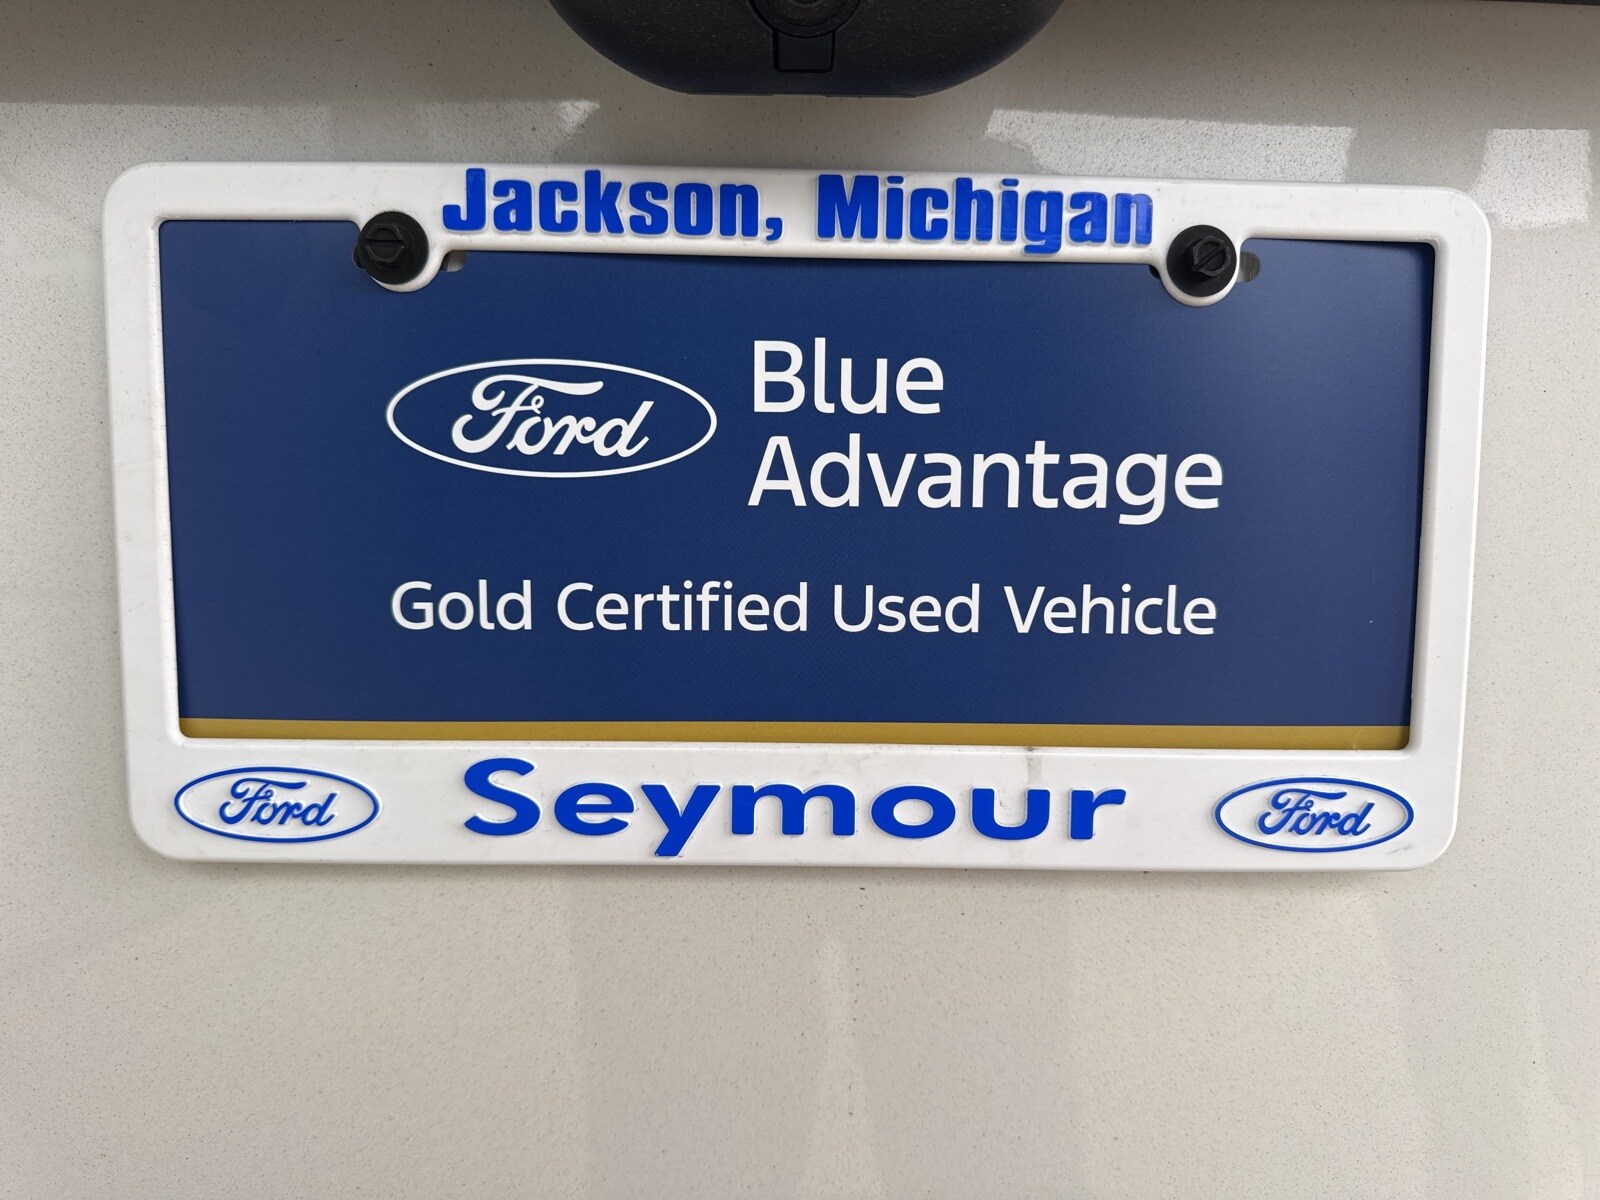 Jackson, Michigan
Ford
Blue
Advantage
Gold Certified Used Vehicle
Ford Seymour Ford